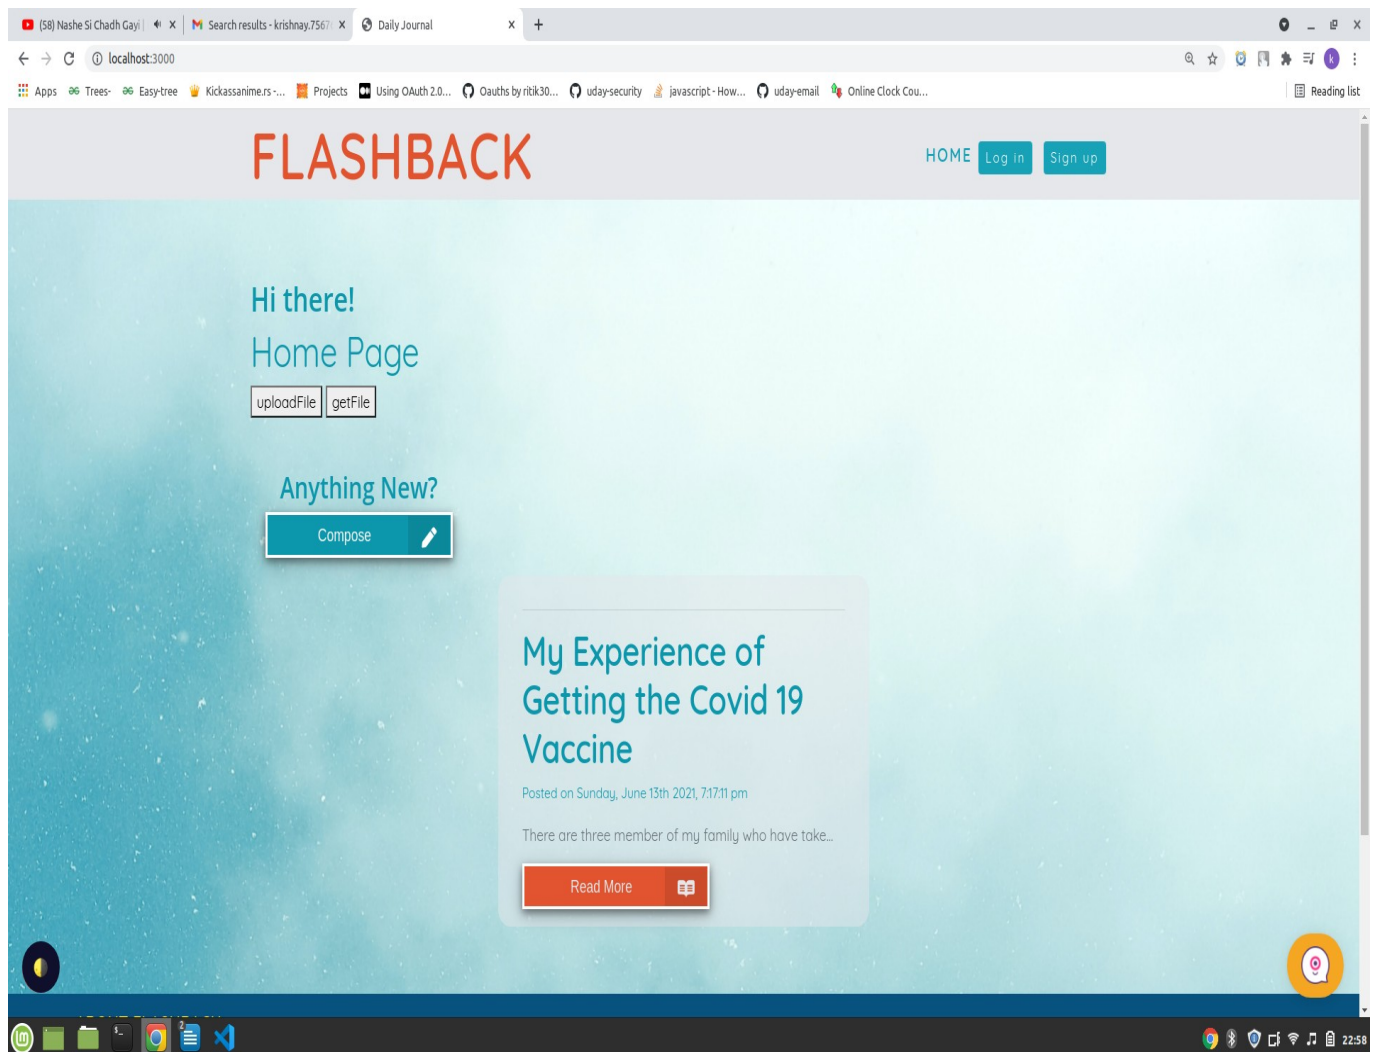 (58) Nashe Si Chadh Gayi |
Search results - krishnay.7567
Daily Journal
localhost:3000
Apps
Trees-
Easy-tree
Kickassanime.rs -...
Projects
Using OAuth 2.0...
Oauths by ritik30...
uday-security
javascript - How...
uday-email
Online Clock Cou...
Reading list
FLASHBACK
HOME
Log in
Sign up
Hi there!
Home Page
uploadFile
getFile
Anything New?
Compose
My Experience of
Getting the Covid 19
Vaccine
Posted on Sunday, June 13th 2021, 7:17:11 pm
There are three member of my family who have take...
Read More
ABOUT FLASHBACK
2
22:58